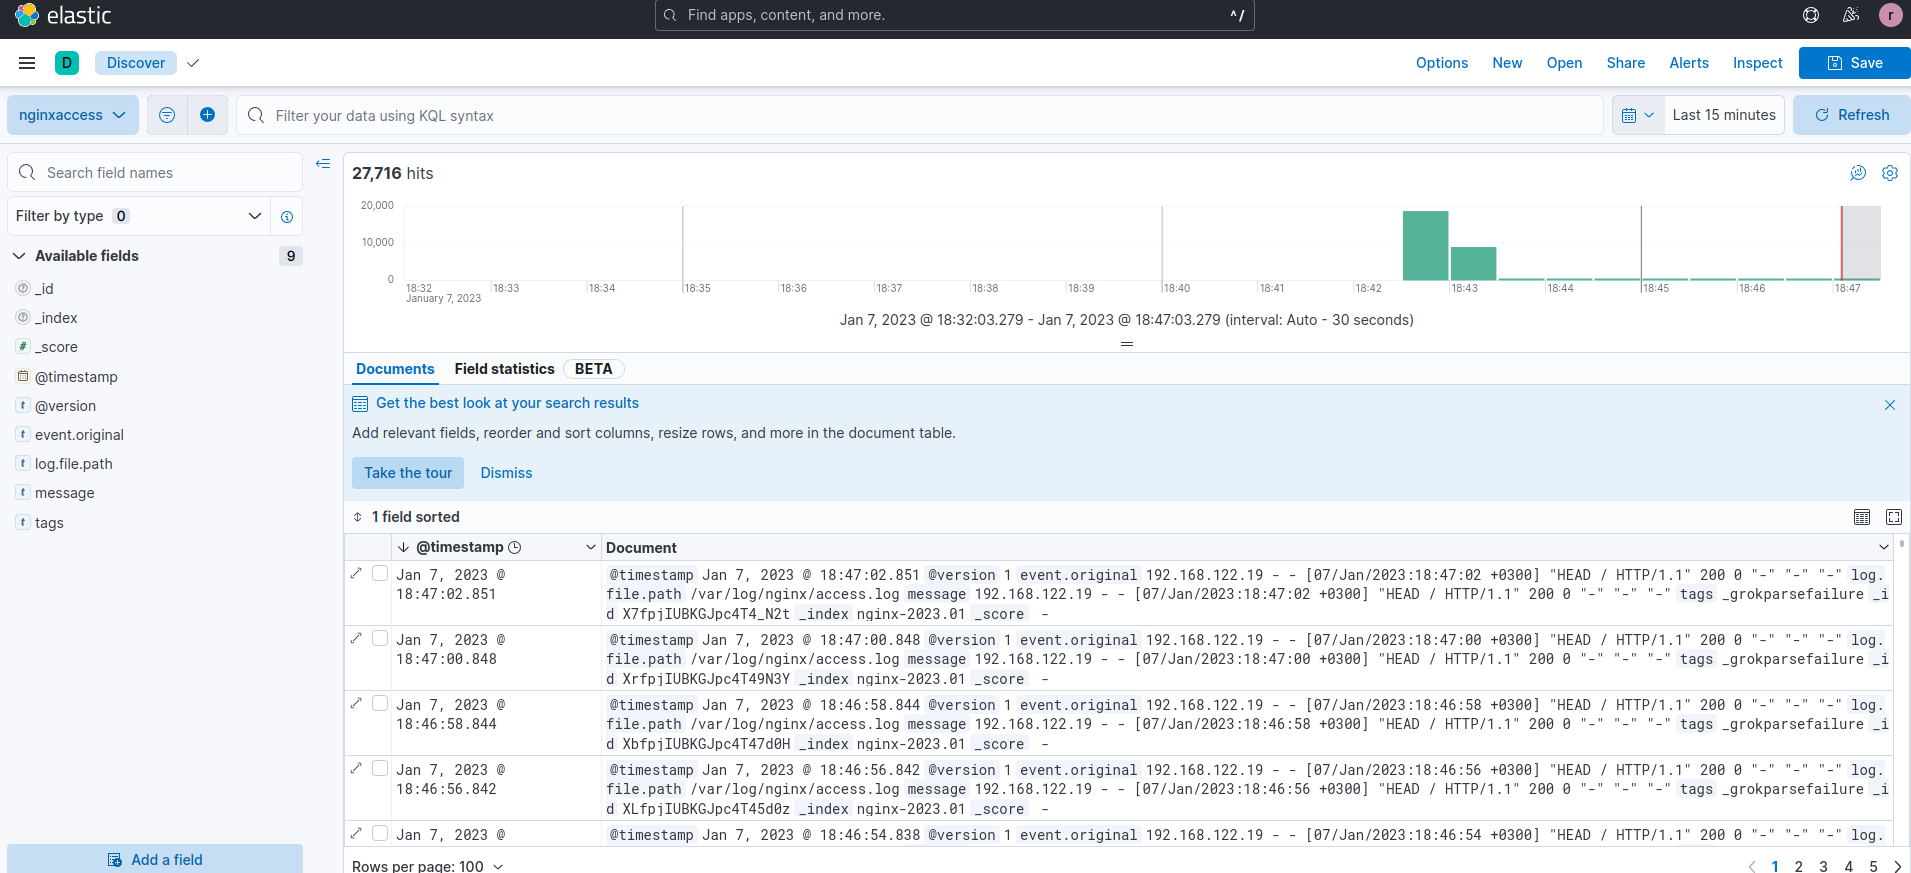 elastic
Find apps, content, and more.
^/
r
D
Discover
Options New Open Share Alerts Inspect Save
nginxaccess
Filter your data using KQL syntax
Last 15 minutes
Refresh
Search field names
Filter by type 0
Available fields 9
_id
_index
_score
@timestamp
@version
event.original
log.file.path
message
tags
Add a field
27,716 hits
20,000
10,000
0
18:32 18:33 18:34 18:35 18:36 18:37 18:38 18:39 18:40 18:41 18:42 18:43 18:44 18:45 18:46 18:47
January 7, 2023
Jan 7, 2023 @ 18:32:03.279 - Jan 7, 2023 @ 18:47:03.279 (interval: Auto - 30 seconds)
Documents Field statistics BETA
Get the best look at your search results
Add relevant fields, reorder and sort columns, resize rows, and more in the document table.
Take the tour Dismiss
1 field sorted
@timestamp Document
Jan 7, 2023 @
18:47:02.851
@timestamp Jan 7, 2023 @ 18:47:02.851 @version 1 event.original 192.168.122.19 - - [07/Jan/2023:18:47:02 +0300] "HEAD / HTTP/1.1" 200 0 "-" "-" "-" log.
file.path /var/log/nginx/access.log message 192.168.122.19 - - [07/Jan/2023:18:47:02 +0300] "HEAD / HTTP/1.1" 200 0 "-" "-" "-" tags _grokparsefailure _i
d X7fpjIUBKGJpc4T4_N2t _index nginx-2023.01 _score -
Jan 7, 2023 @
18:47:00.848
@timestamp Jan 7, 2023 @ 18:47:00.848 @version 1 event.original 192.168.122.19 - - [07/Jan/2023:18:47:00 +0300] "HEAD / HTTP/1.1" 200 0 "-" "-" "-" log.
file.path /var/log/nginx/access.log message 192.168.122.19 - - [07/Jan/2023:18:47:00 +0300] "HEAD / HTTP/1.1" 200 0 "-" "-" "-" tags _grokparsefailure _i
d XrfpjIUBKGJpc4T49N3Y _index nginx-2023.01 _score -
Jan 7, 2023 @
18:46:58.844
@timestamp Jan 7, 2023 @ 18:46:58.844 @version 1 event.original 192.168.122.19 - - [07/Jan/2023:18:46:58 +0300] "HEAD / HTTP/1.1" 200 0 "-" "-" "-" log.
file.path /var/log/nginx/access.log message 192.168.122.19 - - [07/Jan/2023:18:46:58 +0300] "HEAD / HTTP/1.1" 200 0 "-" "-" "-" tags _grokparsefailure _i
d XbfpjIUBKGJpc4T47d0H _index nginx-2023.01 _score -
Jan 7, 2023 @
18:46:56.842
@timestamp Jan 7, 2023 @ 18:46:56.842 @version 1 event.original 192.168.122.19 - - [07/Jan/2023:18:46:56 +0300] "HEAD / HTTP/1.1" 200 0 "-" "-" "-" log.
file.path /var/log/nginx/access.log message 192.168.122.19 - - [07/Jan/2023:18:46:56 +0300] "HEAD / HTTP/1.1" 200 0 "-" "-" "-" tags _grokparsefailure _i
d XLfpjIUBKGJpc4T45d0z _index nginx-2023.01 _score -
Jan 7, 2023 @
@timestamp Jan 7, 2023 @ 18:46:54.838 @version 1 event.original 192.168.122.19 - - [07/Jan/2023:18:46:54 +0300] "HEAD / HTTP/1.1" 200 0 "-" "-" "-" log.
Rows per page: 100
1 2 3 4 5